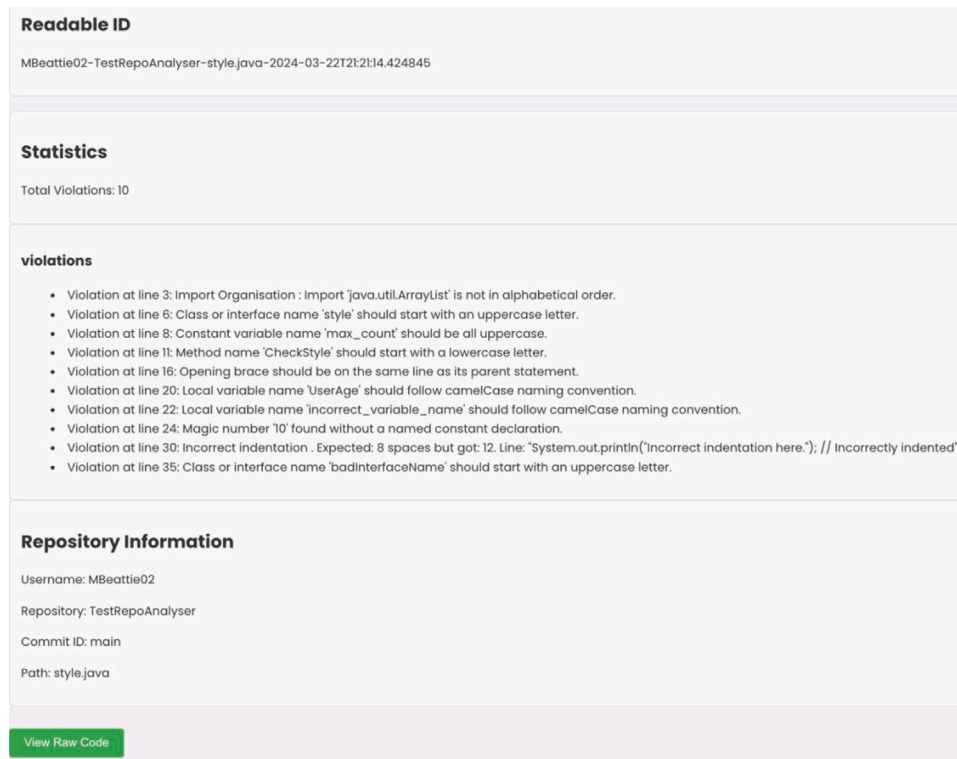 Readable ID
MBeattie02-TestRepoAnalyser-style.java-2024-03-22T21:21:14.424845
Statistics
Total Violations: 10
violations
• Violation at line 3: Import Organisation : Import 'java.util.ArrayList' is not in alphabetical order.
• Violation at line 6: Class or interface name 'style' should start with an uppercase letter.
• Violation at line 8: Constant variable name 'max_count' should be all uppercase.
• Violation at line 11: Method name 'CheckStyle' should start with a lowercase letter.
• Violation at line 16: Opening brace should be on the same line as its parent statement.
• Violation at line 20: Local variable name 'UserAge' should follow camelCase naming convention.
• Violation at line 22: Local variable name 'incorrect_variable_name' should follow camelCase naming convention.
• Violation at line 24: Magic number '10' found without a named constant declaration.
• Violation at line 30: Incorrect indentation . Expected: 8 spaces but got: 12. Line: "System.out.println("Incorrect indentation here."); // Incorrectly indented"
• Violation at line 35: Class or interface name 'badInterfaceName' should start with an uppercase letter.
Repository Information
Username: MBeattie02
Repository: TestRepoAnalyser
Commit ID: main
Path: style.java
View Raw Code